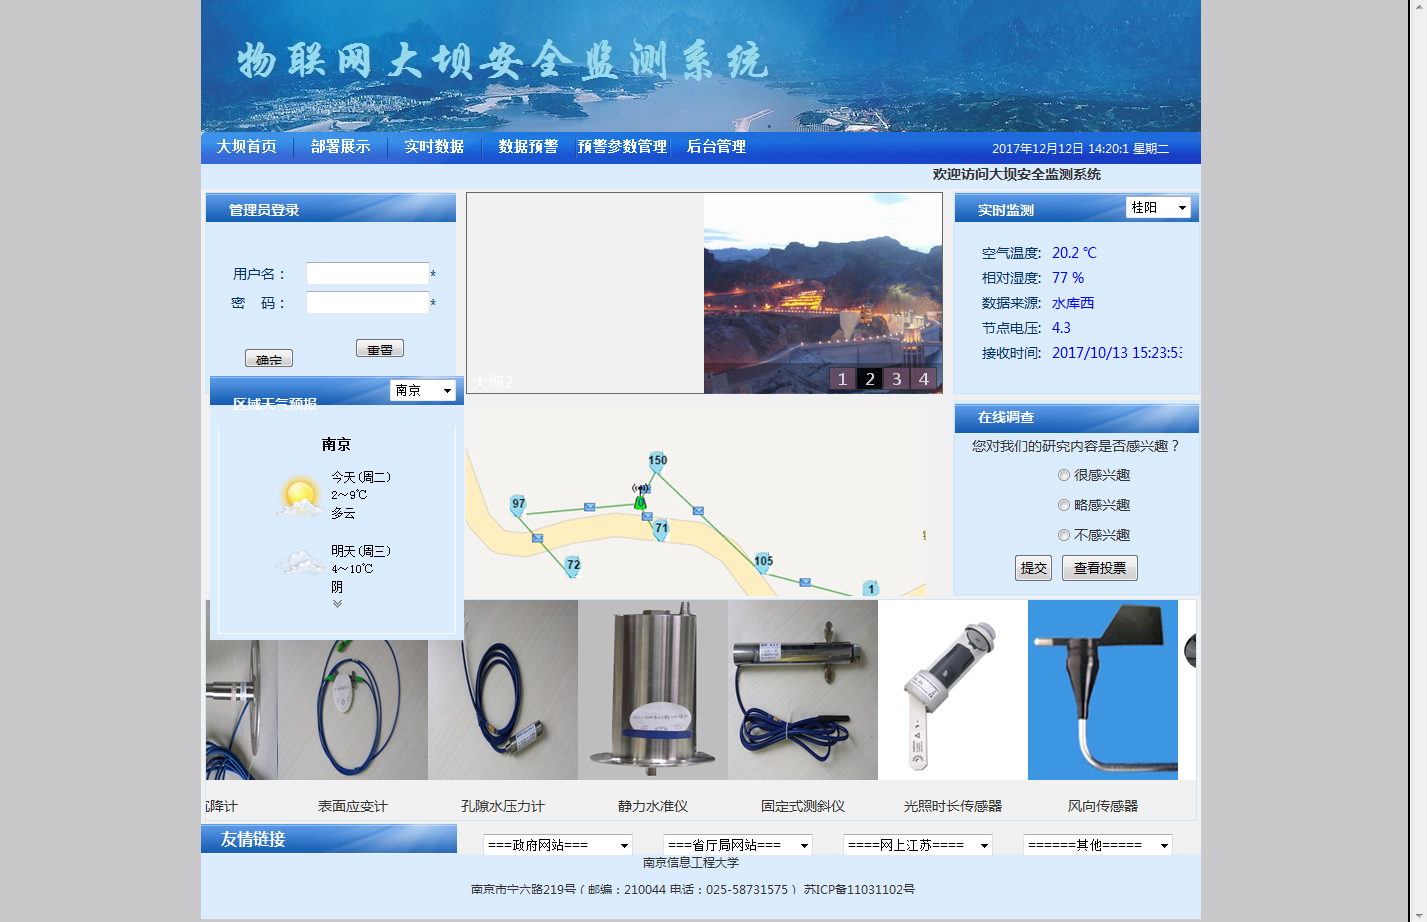 物联网大坝安全监测系统
大坝首页 部署展示 实时数据 数据预警 预警参数管理 后台管理 2017年12月12日 14:20:1 星期二
欢迎访问大坝安全监测系统
管理员登录
用户名： *
密 码： *
确定 重置
大坝2
1 2 3 4
实时监测 桂阳
空气温度: 20.2 ℃
相对湿度: 77 %
数据来源: 水库西
节点电压: 4.3
接收时间: 2017/10/13 15:23:53
区域天气预报 南京
南京
今天(周二)
2～9℃
多云
明天(周三)
4～10℃
阴
150
97
0
71
72
105
1
在线调查
您对我们的研究内容是否感兴趣？
很感兴趣
略感兴趣
不感兴趣
提交 查看投票
沉降计 表面应变计 孔隙水压力计 静力水准仪 固定式测斜仪 光照时长传感器 风向传感器
友情链接 ===政府网站=== ===省厅局网站=== ====网上江苏==== ======其他=====
南京信息工程大学
南京市宁六路219号（邮编：210044 电话：025-58731575） 苏ICP备11031102号